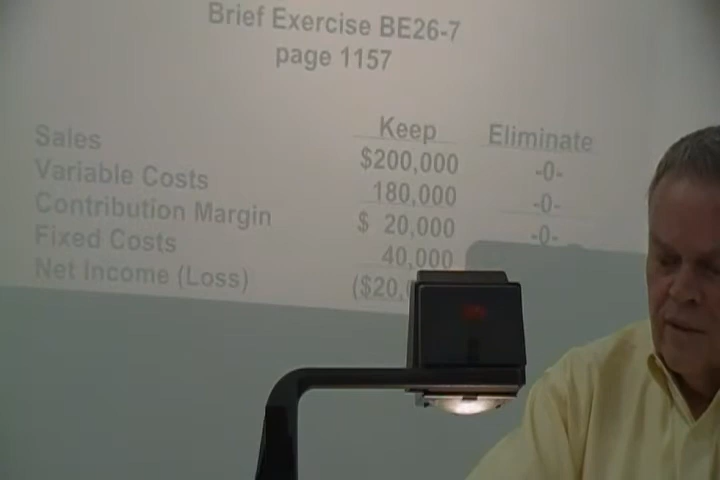 Brief Exercise BE26-7
page 1157
Keep Eliminate
Sales $200,000 -0-
Variable Costs 180,000 -0-
Contribution Margin $ 20,000 -0-
Fixed Costs 40,000
Net Income (Loss) ($20,